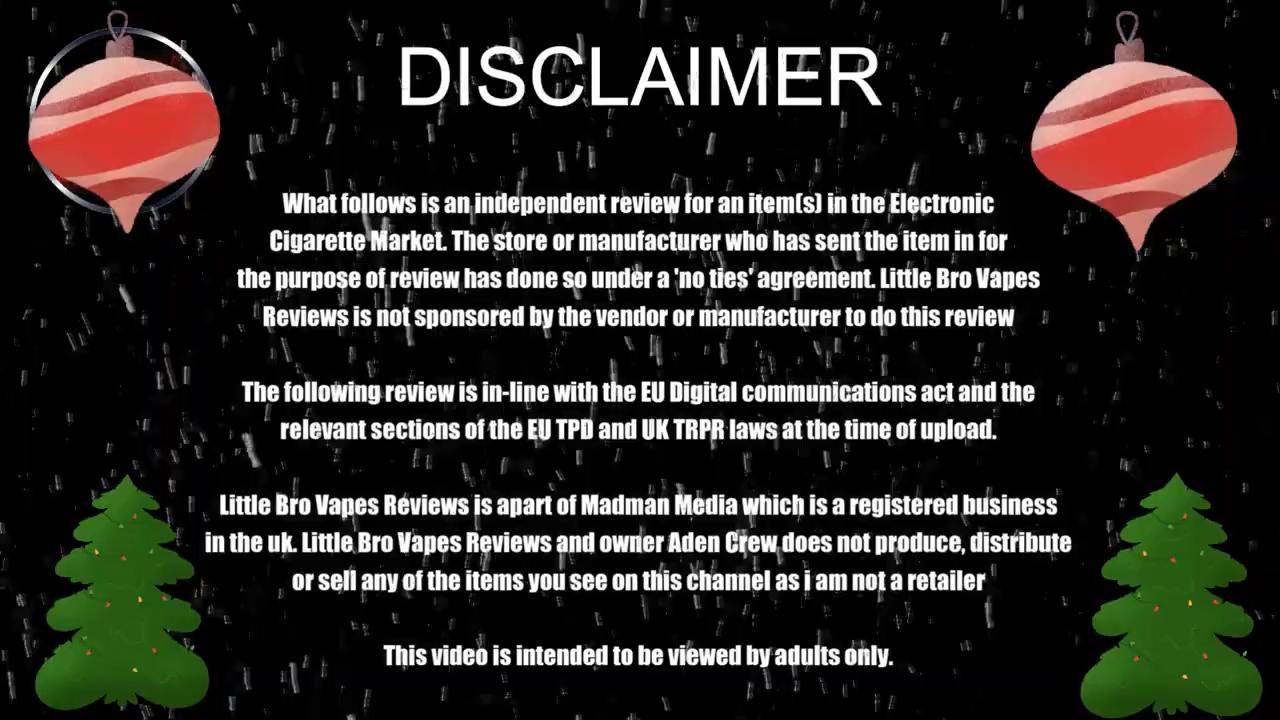 DISCLAIMER
What follows is an independent review for an item(s) in the Electronic
Cigarette Market. The store or manufacturer who has sent the item in for
the purpose of review has done so under a 'no ties' agreement. Little Bro Vapes
Reviews is not sponsored by the vendor or manufacturer to do this review
The following review is in-line with the EU Digital communications act and the
relevant sections of the EU TPD and UK TRPR laws at the time of upload.
Little Bro Vapes Reviews is apart of Madman Media which is a registered business
in the uk. Little Bro Vapes Reviews and owner Aden Crew does not produce, distribute
or sell any of the items you see on this channel as i am not a retailer
This video is intended to be viewed by adults only.